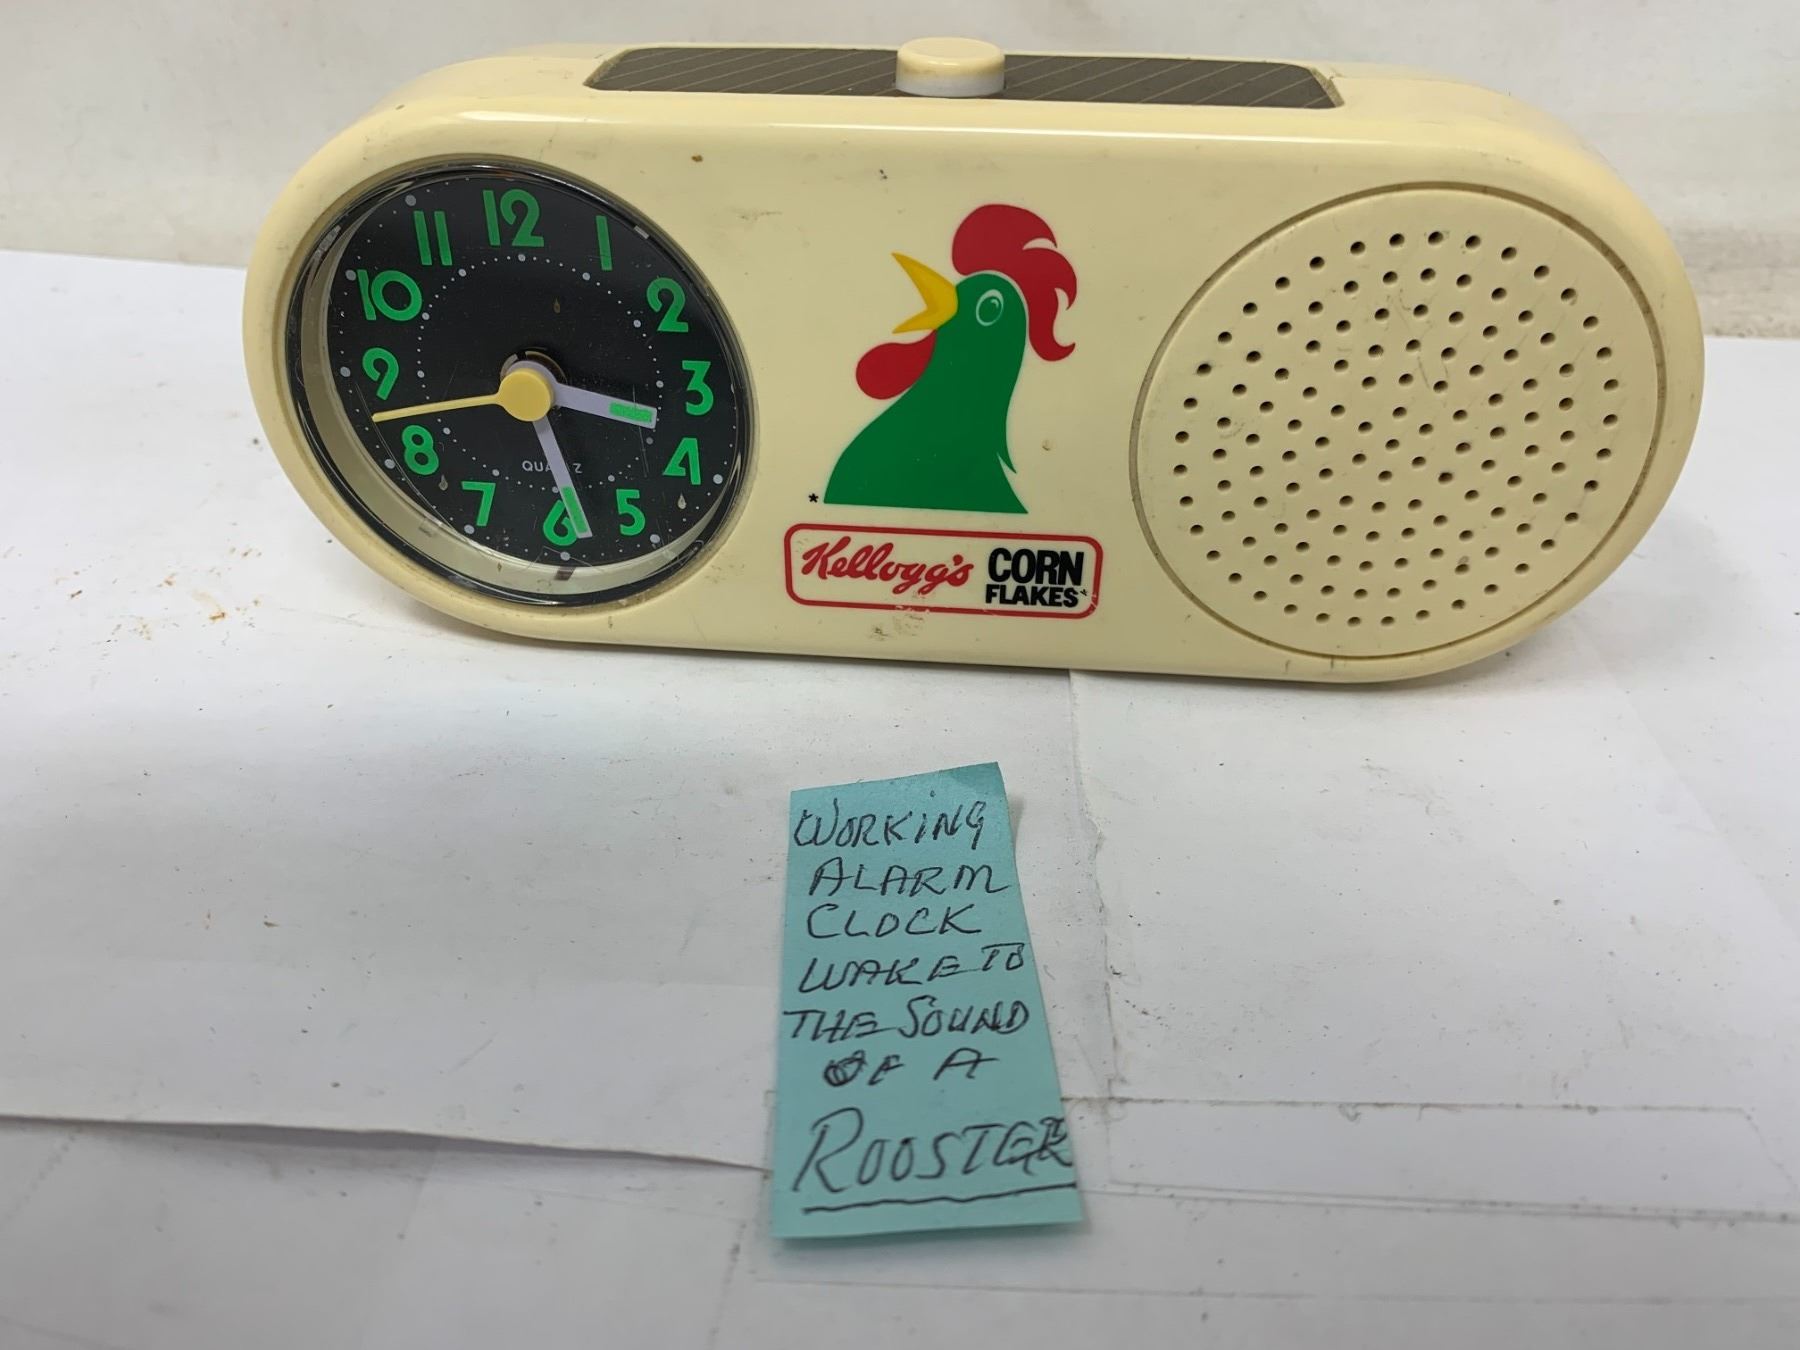 12
11
1
10
2
9
3
8
4
7
5
6
QUARTZ
*
Kellogg's CORN
FLAKES*
WORKING
ALARM
CLOCK
WAKE TO
THE SOUND
OF A
ROOSTER